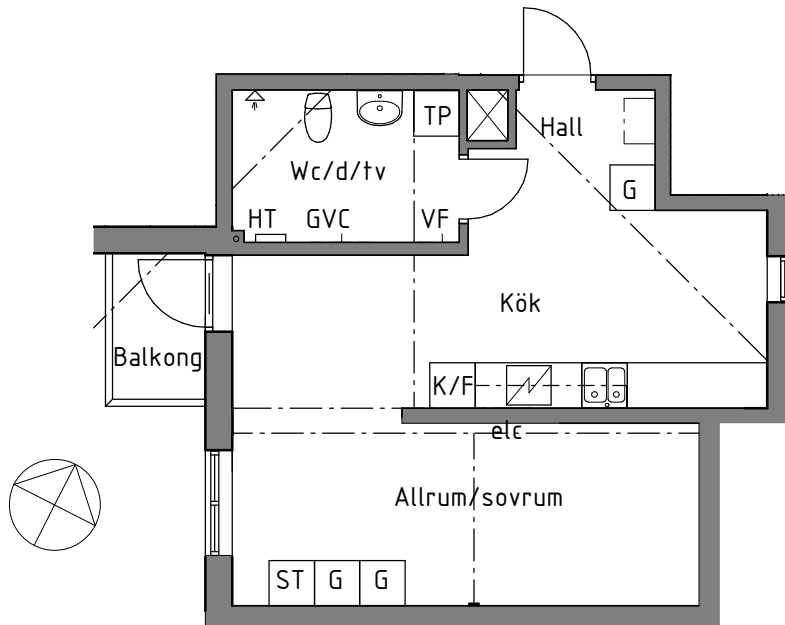 TP
Hall
Wc/d/tv
G
HT
GVC
VF
Kök
Balkong
K/F
elc
Allrum/sovrum
ST
G
G